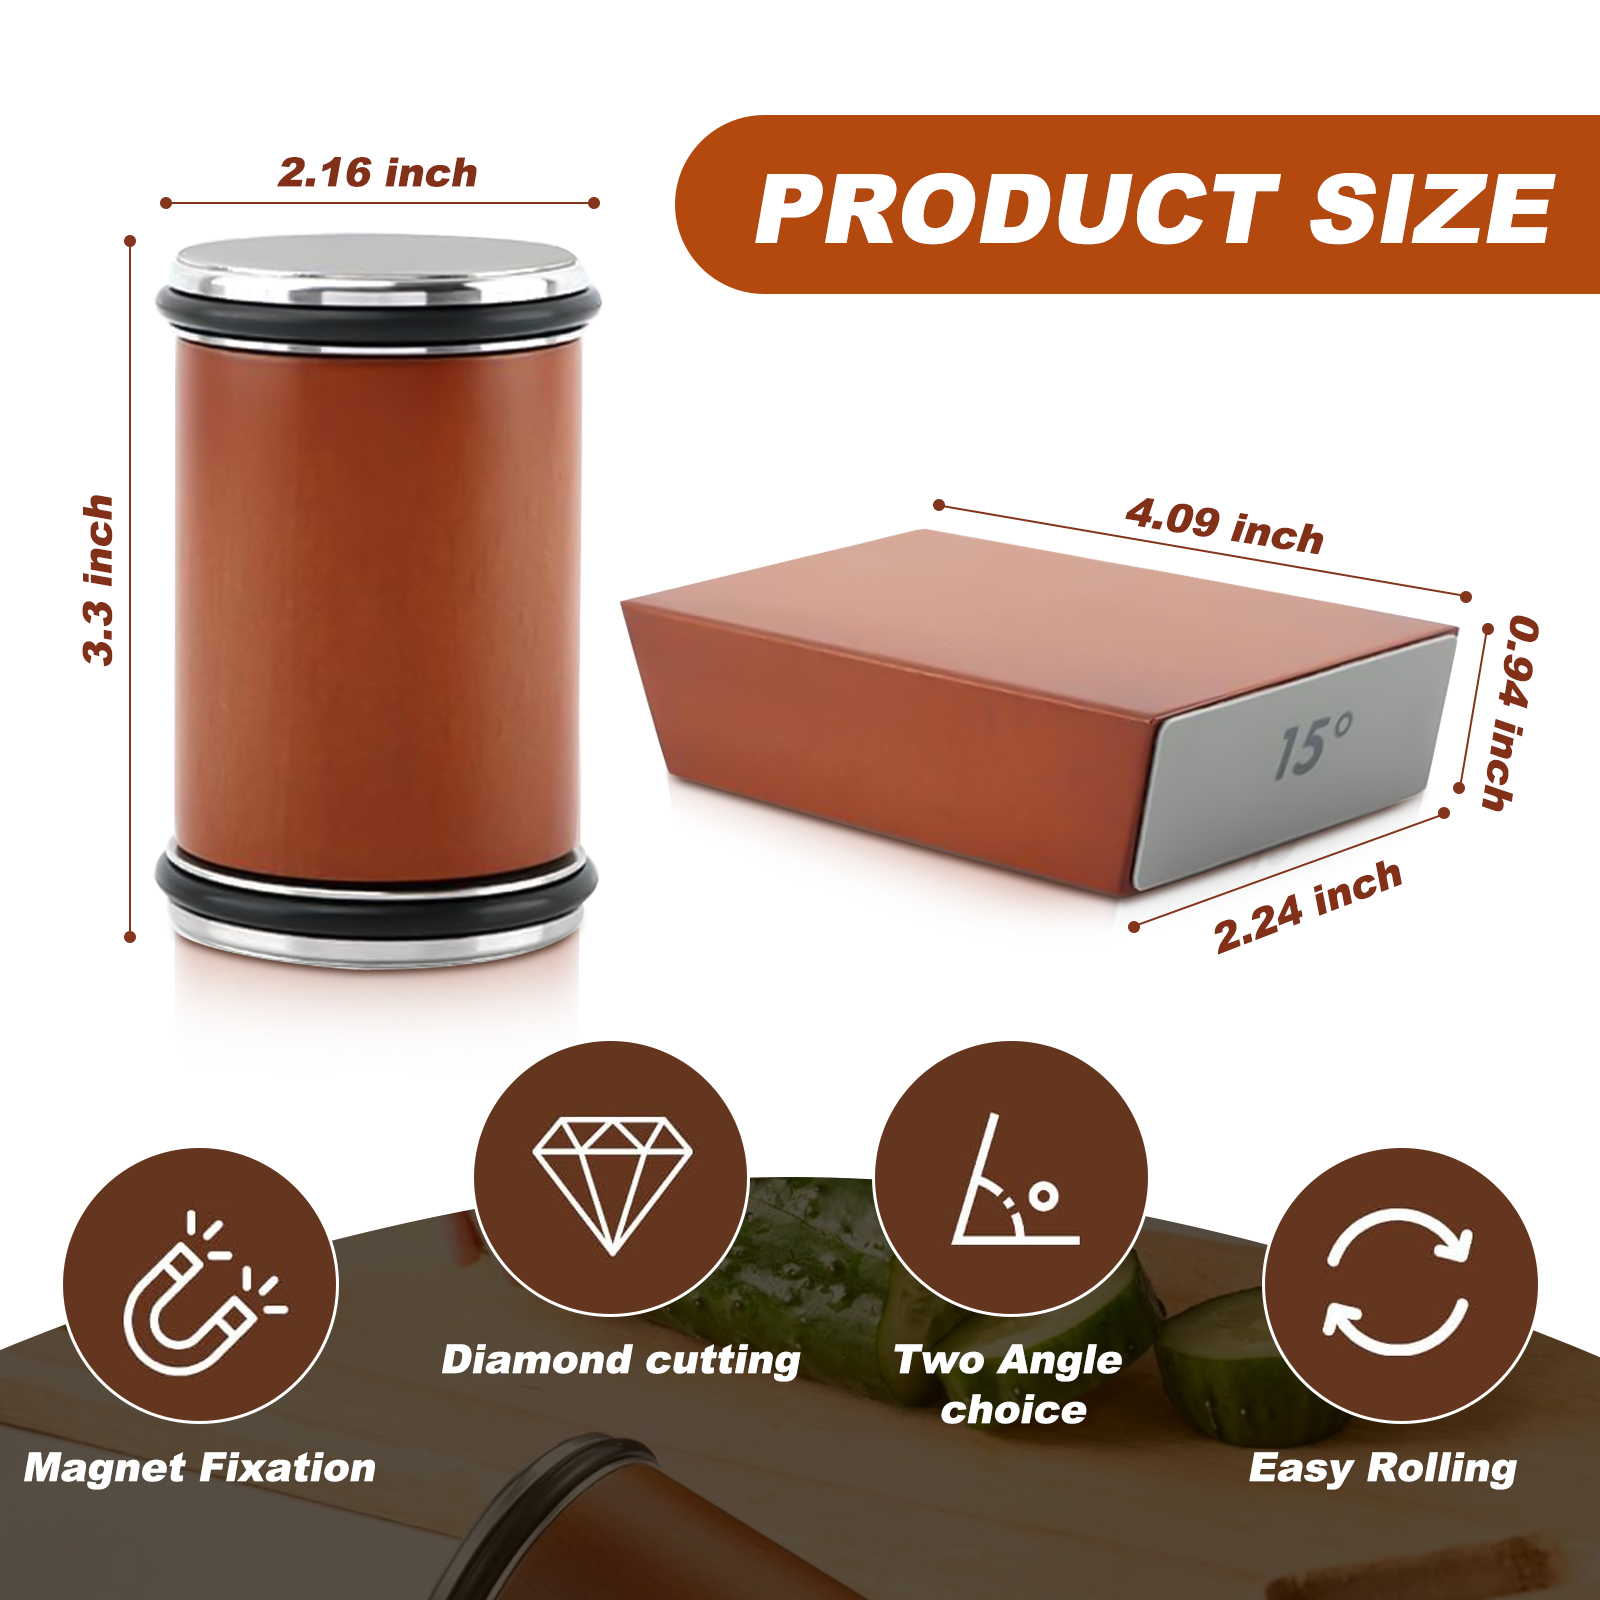 PRODUCT SIZE
2.16 inch
3.3 inch
4.09 inch
0.94 inch
15°
2.24 inch
Diamond cutting
Two Angle
choice
Magnet Fixation
Easy Rolling